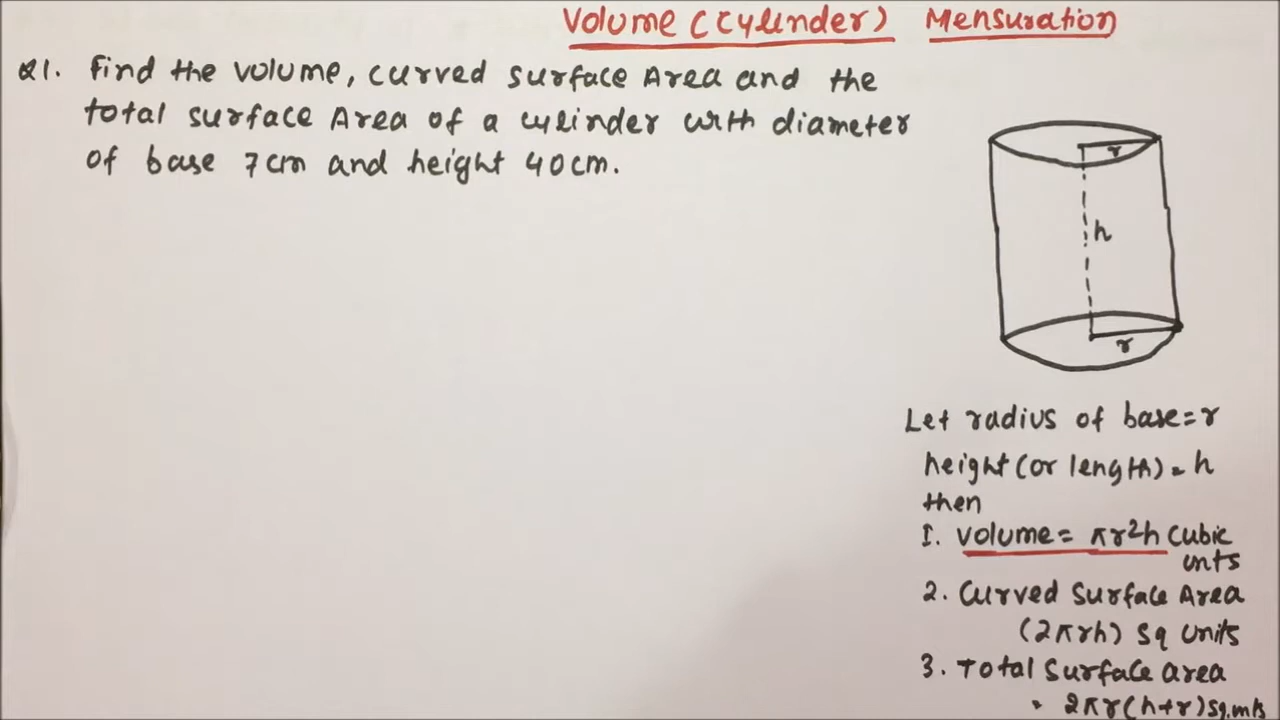 Volume (Cylinder) Mensuration
Q1. Find the volume, curved surface Area and the
total surface Area of a cylinder with diameter
of base 7cm and height 40cm.
r
h
r
Let radius of base = r
height (or length) = h
then
1. Volume = πr²h Cubic
units
2. Curved Surface Area
(2πrh) Sq units
3. Total Surface area
= 2πr(h+r) Sq.units